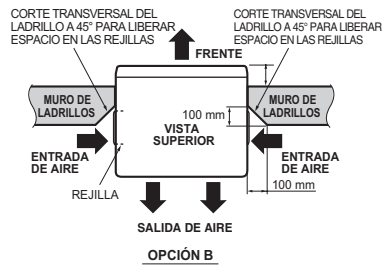 CORTE TRANSVERSAL DEL
LADRILLO A 45° PARA LIBERAR
ESPACIO EN LAS REJILLAS
CORTE TRANSVERSAL DEL
LADRILLO A 45° PARA LIBERAR
ESPACIO EN LAS REJILLAS
FRENTE
MURO DE
LADRILLOS
100 mm
MURO DE
LADRILLOS
VISTA
SUPERIOR
ENTRADA
DE AIRE
ENTRADA
DE AIRE
REJILLA
100 mm
SALIDA DE AIRE
OPCIÓN B